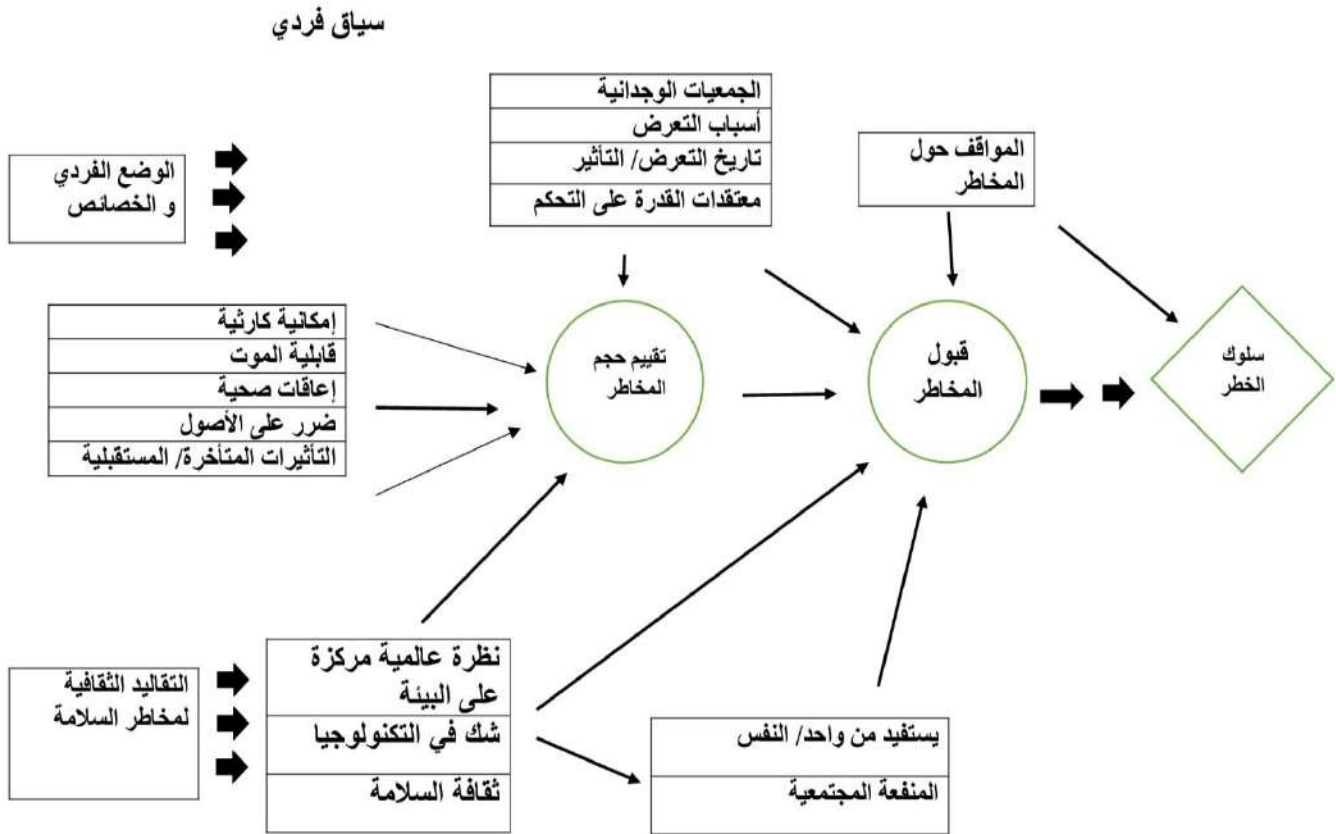 سياق فردي
الجمعيات الوجدانية
أسباب التعرض
تاريخ التعرض/ التأثير
معتقدات القدرة على التحكم
المواقف حول
المخاطر
الوضع الفردي
و الخصائص
إمكانية كارثية
قابلية الموت
إعاقات صحية
ضرر على الأصول
التأثيرات المتأخرة/ المستقبلية
تقييم حجم
المخاطر
قبول
المخاطر
سلوك
الخطر
التقاليد الثقافية
لمخاطر السلامة
نظرة عالمية مركزة
على البيئة
شك في التكنولوجيا
ثقافة السلامة
يستفيد من واحد/ النفس
المنفعة المجتمعية